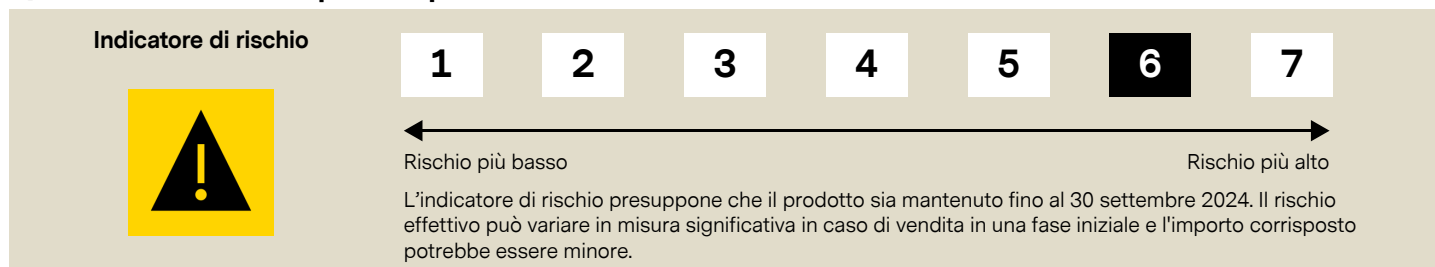 Indicatore di rischio
1 2 3 4 5 6 7
Rischio più basso Rischio più alto
L'indicatore di rischio presuppone che il prodotto sia mantenuto fino al 30 settembre 2024. Il rischio
effettivo può variare in misura significativa in caso di vendita in una fase iniziale e l'importo corrisposto
potrebbe essere minore.